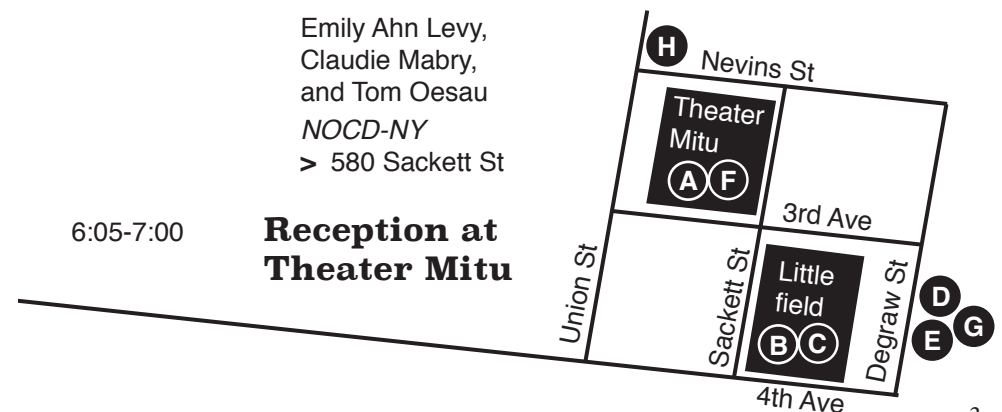 Emily Ahn Levy,
Claudie Mabry,
and Tom Oesau
NOCD-NY
> 580 Sackett St
6:05-7:00
Reception at
Theater Mitu
H
Nevins St
Theater
Mitu
A F
3rd Ave
Union St
Sackett St
Little
field
B C
Degraw St
D
E G
4th Ave